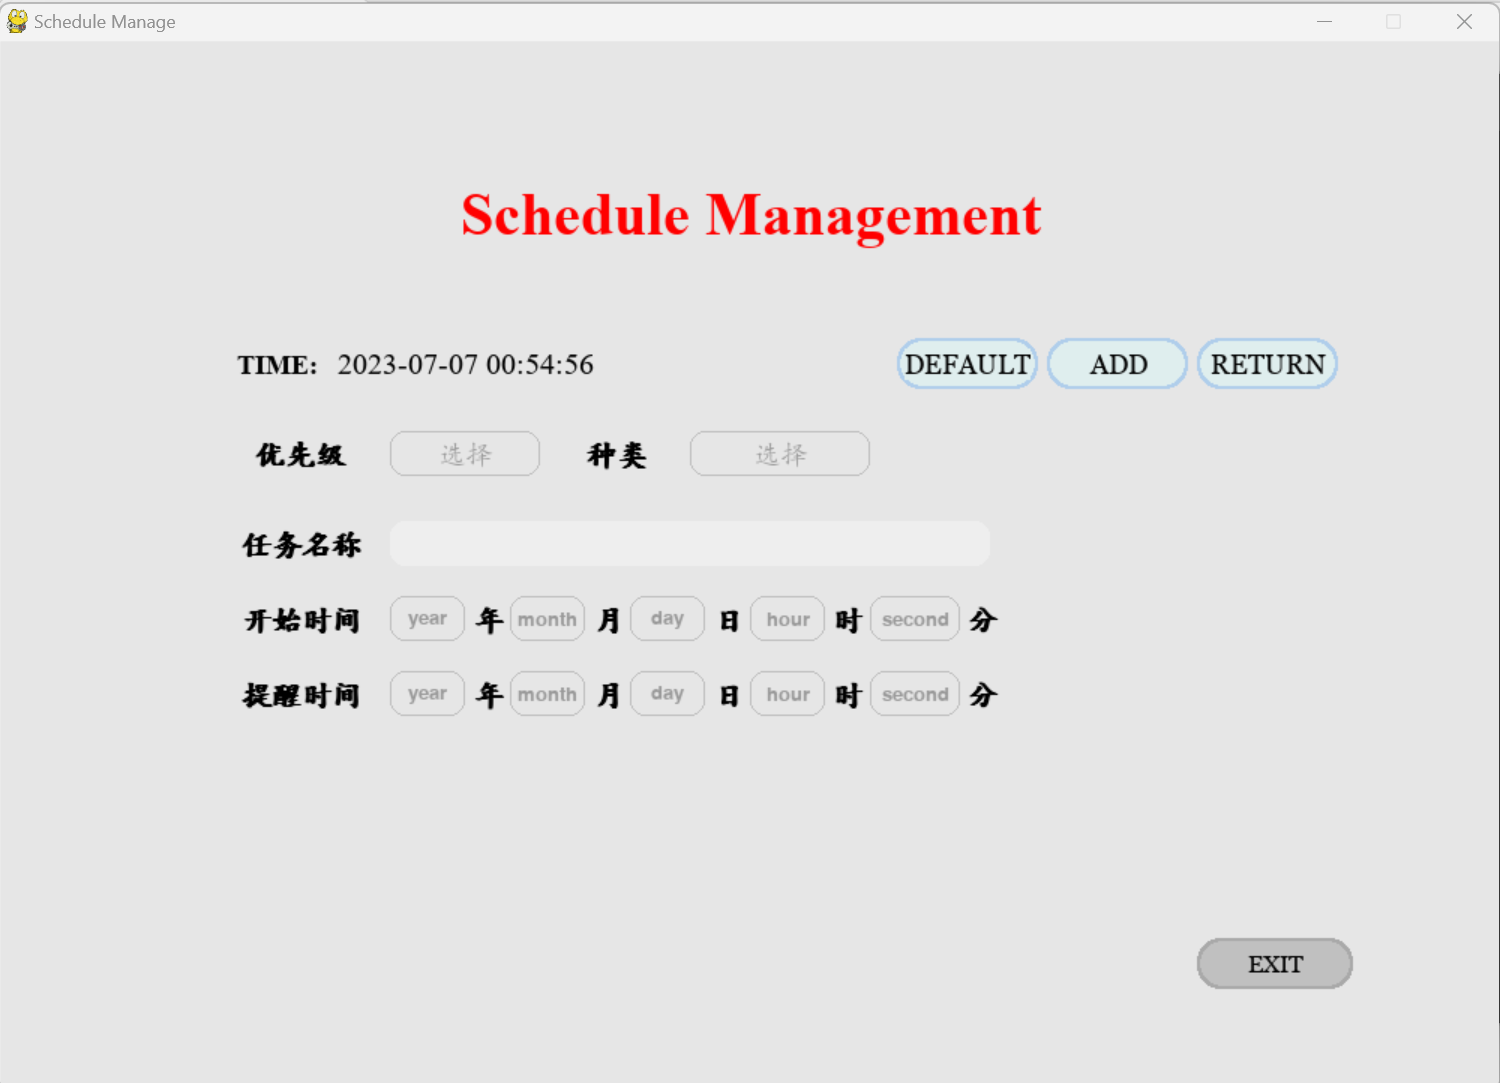 Schedule Manage
Schedule Management
TIME: 2023-07-07 00:54:56 DEFAULT ADD RETURN
优先级 选择 种类 选择
任务名称
开始时间 year 年 month 月 day 日 hour 时 second 分
提醒时间 year 年 month 月 day 日 hour 时 second 分
EXIT